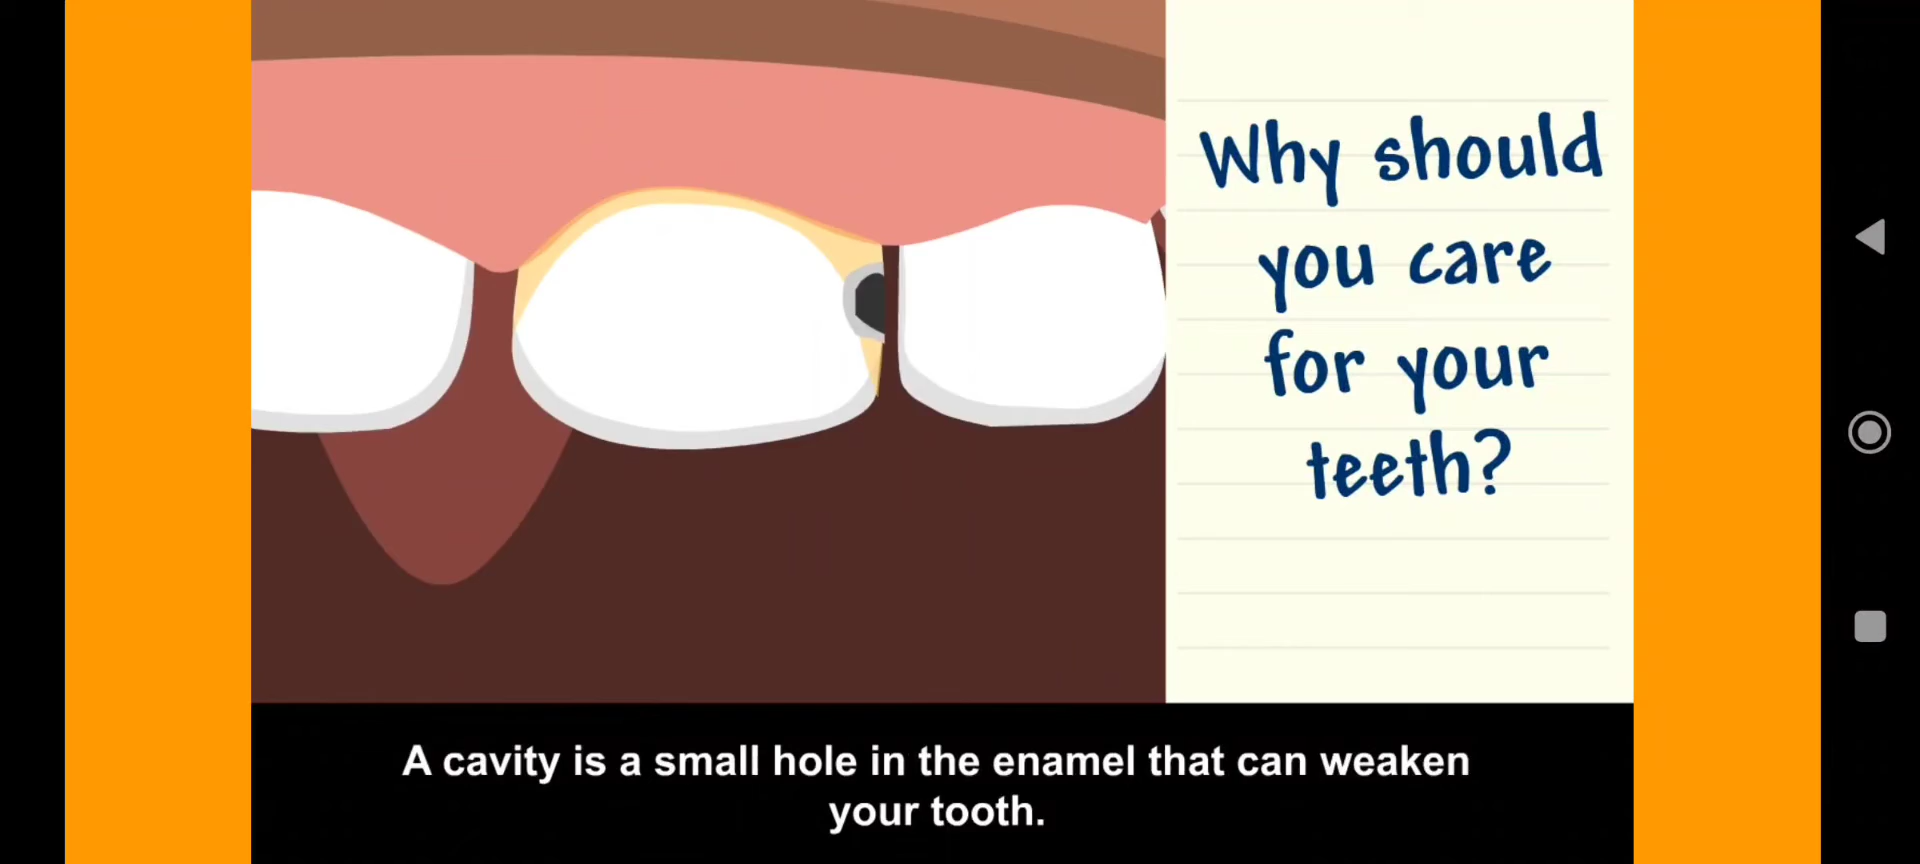 Why should
you care
for your
teeth?
A cavity is a small hole in the enamel that can weaken
your tooth.